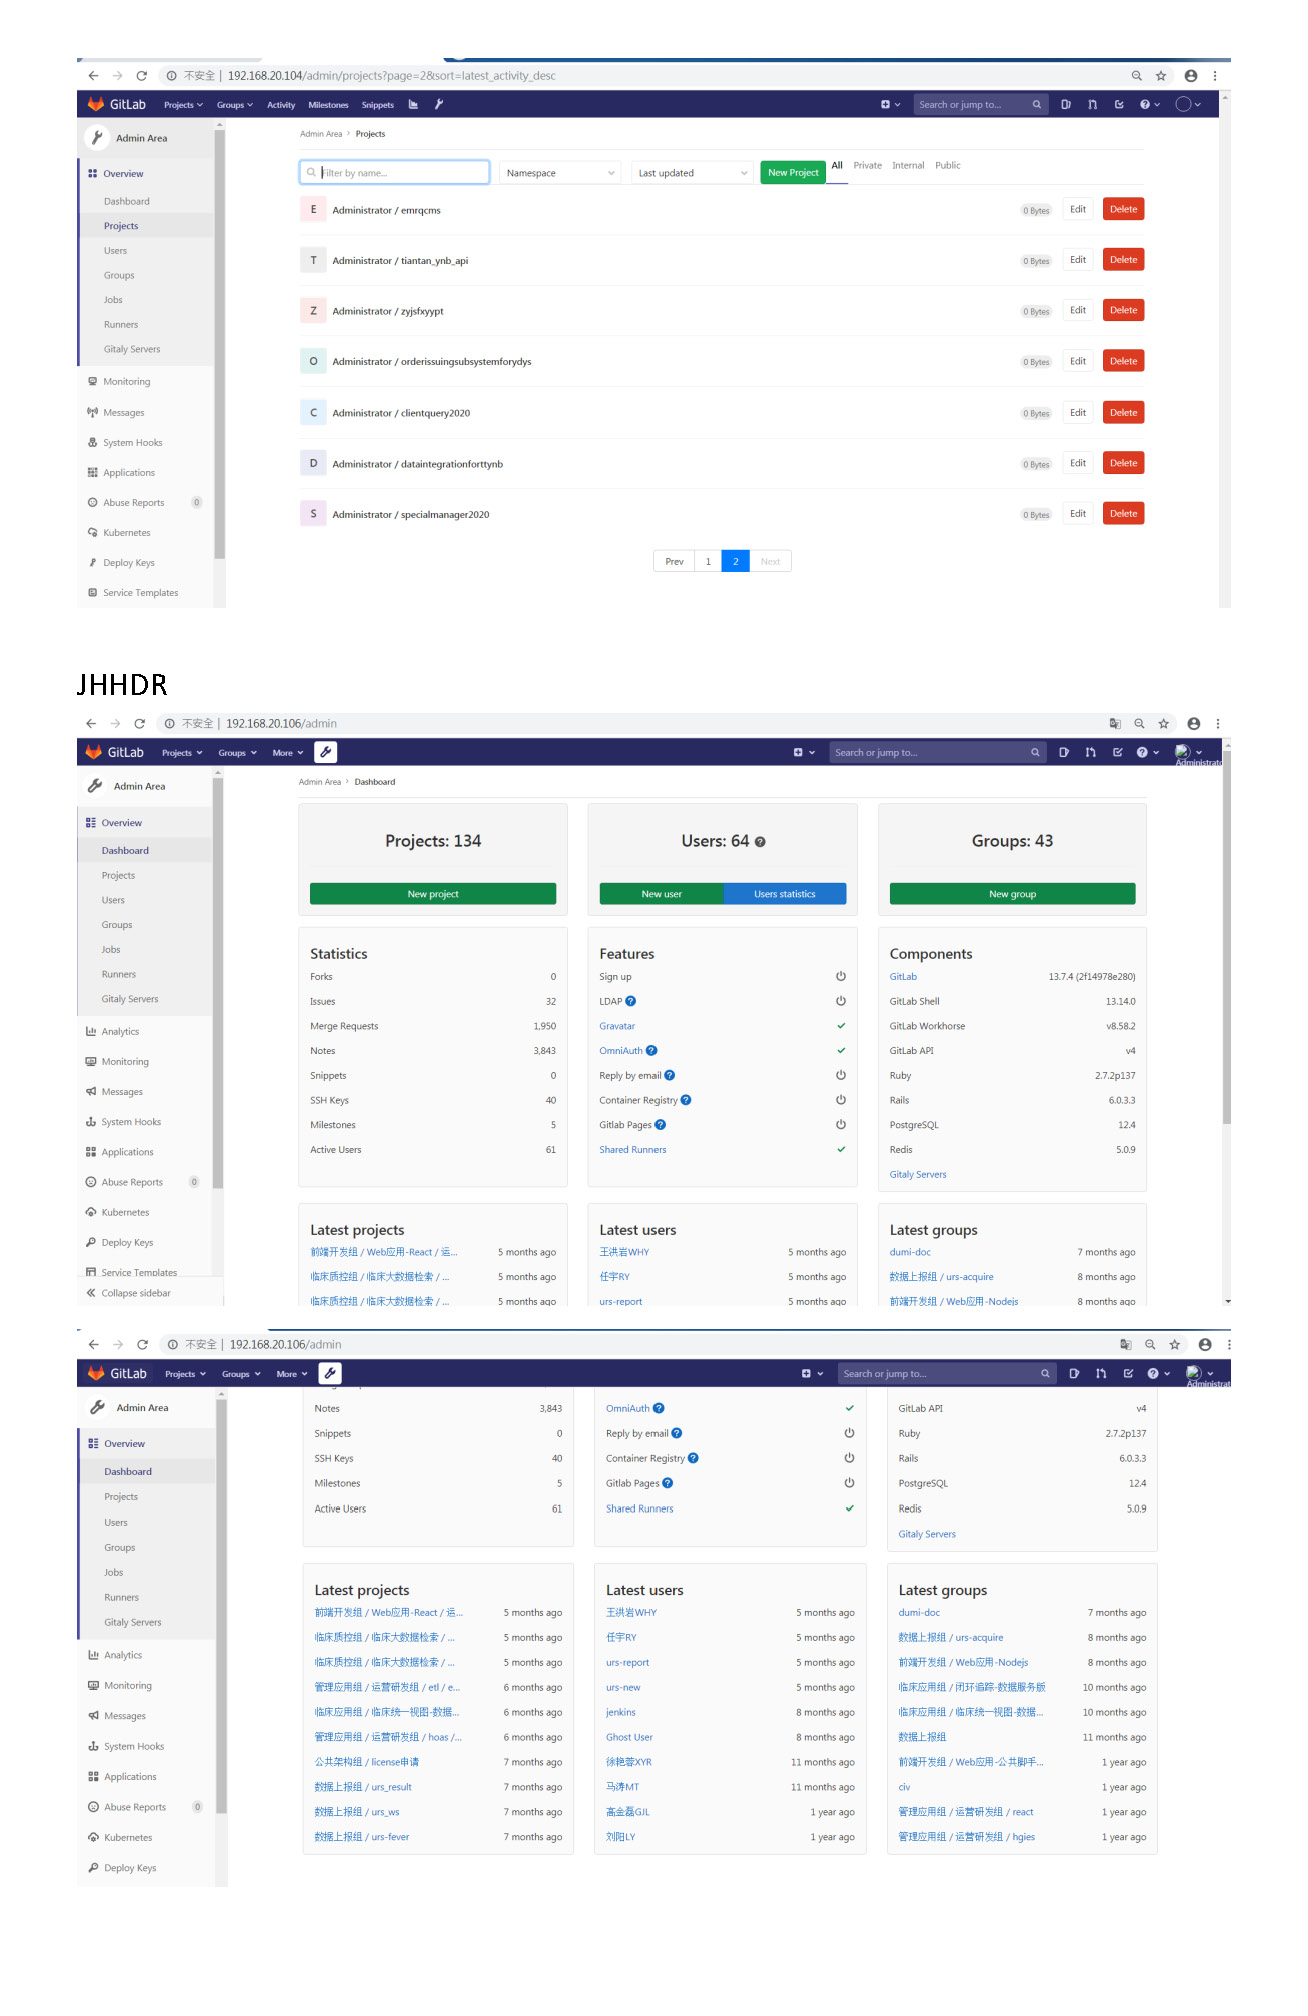 不安全 | 192.168.20.104/admin/projects?page=2&sort=latest_activity_desc
GitLab Projects Groups Activity Milestones Snippets Search or jump to...
Admin Area
Admin Area > Projects
Filter by name... Namespace Last updated New Project All Private Internal Public
Overview
Dashboard
Projects
Users
Groups
Jobs
Runners
Gitaly Servers
Monitoring
Messages
System Hooks
Applications
Abuse Reports 0
Kubernetes
Deploy Keys
Service Templates
E Administrator / emrqcms 0 Bytes Edit Delete
T Administrator / tiantan_ynb_api 0 Bytes Edit Delete
Z Administrator / zyjsfxyypt 0 Bytes Edit Delete
O Administrator / orderissuingsubsystemforydys 0 Bytes Edit Delete
C Administrator / clientquery2020 0 Bytes Edit Delete
D Administrator / dataintegrationforttynb 0 Bytes Edit Delete
S Administrator / specialmanager2020 0 Bytes Edit Delete
Prev 1 2 Next
JHHDR
不安全 | 192.168.20.106/admin
GitLab Projects Groups More Search or jump to... Administrato
Admin Area
Overview
Dashboard
Projects
Users
Groups
Jobs
Runners
Gitaly Servers
Analytics
Monitoring
Messages
System Hooks
Applications
Abuse Reports 0
Kubernetes
Deploy Keys
Service Templates
Collapse sidebar
Admin Area > Dashboard
Projects: 134
New project
Users: 64
New user Users statistics
Groups: 43
New group
Statistics
Forks 0
Issues 32
Merge Requests 1,950
Notes 3,843
Snippets 0
SSH Keys 40
Milestones 5
Active Users 61
Features
Sign up
LDAP
Gravatar
OmniAuth
Reply by email
Container Registry
Gitlab Pages
Shared Runners
Components
GitLab 13.7.4 (2f14978e280)
GitLab Shell 13.14.0
GitLab Workhorse v8.58.2
GitLab API v4
Ruby 2.7.2p137
Rails 6.0.3.3
PostgreSQL 12.4
Redis 5.0.9
Gitaly Servers
Latest projects
前端开发组 / Web应用-React / 运... 5 months ago
临床质控组 / 临床大数据检索 / ... 5 months ago
临床质控组 / 临床大数据检索 / ... 5 months ago
Latest users
王洪岩WHY 5 months ago
任宇RY 5 months ago
urs-report 5 months ago
Latest groups
dumi-doc 7 months ago
数据上报组 / urs-acquire 8 months ago
前端开发组 / Web应用-Nodejs 8 months ago
不安全 | 192.168.20.106/admin
GitLab Projects Groups More Search or jump to... Administrat
Admin Area
Overview
Dashboard
Projects
Users
Groups
Jobs
Runners
Gitaly Servers
Analytics
Monitoring
Messages
System Hooks
Applications
Abuse Reports 0
Kubernetes
Deploy Keys
Notes 3,843
Snippets 0
SSH Keys 40
Milestones 5
Active Users 61
OmniAuth
Reply by email
Container Registry
Gitlab Pages
Shared Runners
GitLab API v4
Ruby 2.7.2p137
Rails 6.0.3.3
PostgreSQL 12.4
Redis 5.0.9
Gitaly Servers
Latest projects
前端开发组 / Web应用-React / 运... 5 months ago
临床质控组 / 临床大数据检索 / ... 5 months ago
临床质控组 / 临床大数据检索 / ... 5 months ago
管理应用组 / 运营研发组 / etl / e... 6 months ago
临床应用组 / 临床统一视图-数据... 6 months ago
管理应用组 / 运营研发组 / hoas /... 6 months ago
公共架构组 / license申请 7 months ago
数据上报组 / urs_result 7 months ago
数据上报组 / urs_ws 7 months ago
数据上报组 / urs-fever 7 months ago
Latest users
王洪岩WHY 5 months ago
任宇RY 5 months ago
urs-report 5 months ago
urs-new 5 months ago
jenkins 8 months ago
Ghost User 8 months ago
徐艳蓉XYR 11 months ago
马涛MT 11 months ago
高金磊GJL 1 year ago
刘阳LY 1 year ago
Latest groups
dumi-doc 7 months ago
数据上报组 / urs-acquire 8 months ago
前端开发组 / Web应用-Nodejs 8 months ago
临床应用组 / 闭环追踪-数据服务版 10 months ago
临床应用组 / 临床统一视图-数据... 10 months ago
数据上报组 11 months ago
前端开发组 / Web应用-公共脚手... 1 year ago
civ 1 year ago
管理应用组 / 运营研发组 / react 1 year ago
管理应用组 / 运营研发组 / hgies 1 year ago